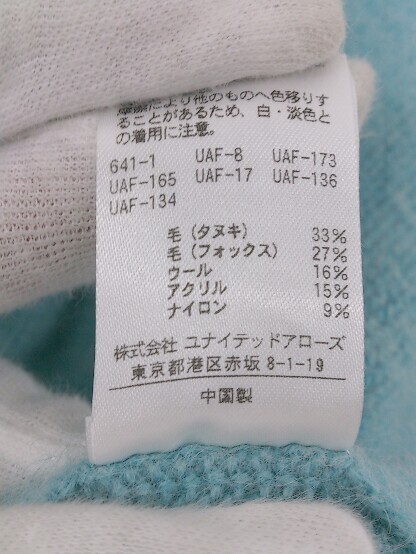 により他のものへ色移りす
ることがあるため、白・淡色と
の着用に注意。
641-1 UAF-8 UAF-173
UAF-165 UAF-17 UAF-136
UAF-134
毛(タヌキ) 33%
毛(フォックス) 27%
ウール 16%
アクリル 15%
ナイロン 9%
株式会社 ユナイテッドアローズ
東京都港区赤坂 8-1-19
中国製